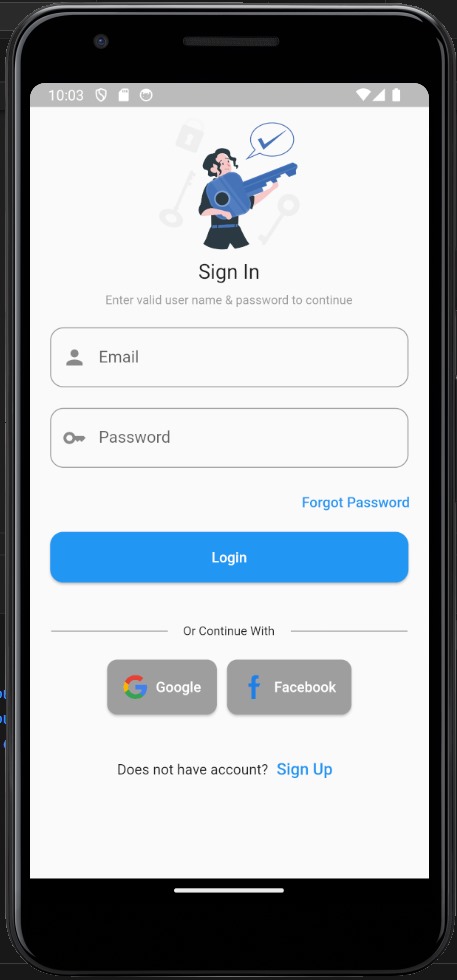 10:03
Sign In
Enter valid user name & password to continue
Email
Password
Forgot Password
Login
Or Continue With
Google Facebook
Does not have account? Sign Up